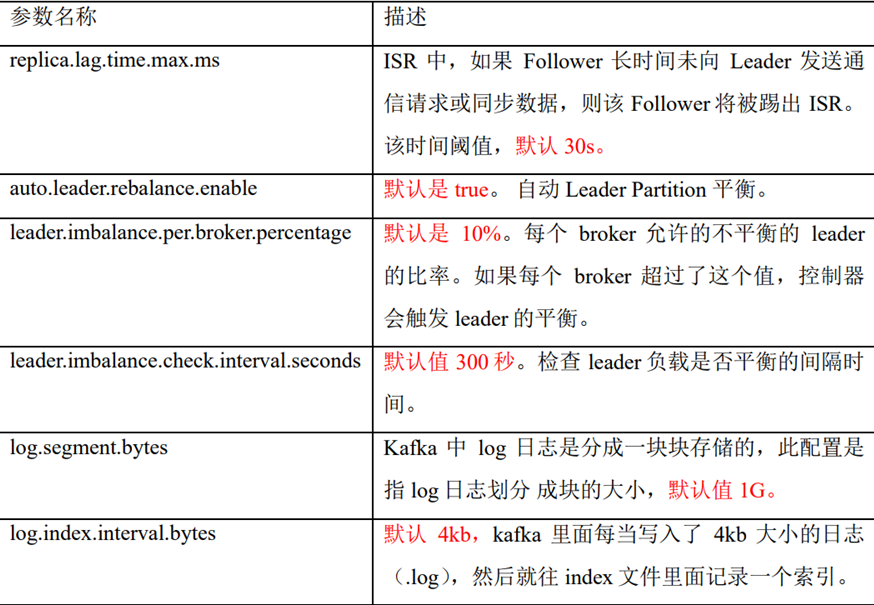 参数名称
描述
replica.lag.time.max.ms
ISR 中，如果 Follower 长时间未向 Leader 发送通
信请求或同步数据，则该 Follower 将被踢出 ISR。
该时间阈值，默认 30s。
auto.leader.rebalance.enable
默认是 true。 自动 Leader Partition 平衡。
leader.imbalance.per.broker.percentage
默认是 10%。每个 broker 允许的不平衡的 leader
的比率。如果每个 broker 超过了这个值，控制器
会触发 leader 的平衡。
leader.imbalance.check.interval.seconds
默认值 300 秒。检查 leader 负载是否平衡的间隔时
间。
log.segment.bytes
Kafka 中 log 日志是分成一块块存储的，此配置是
指 log 日志划分 成块的大小，默认值 1G。
log.index.interval.bytes
默认 4kb，kafka 里面每当写入了 4kb 大小的日志
（.log），然后就往 index 文件里面记录一个索引。